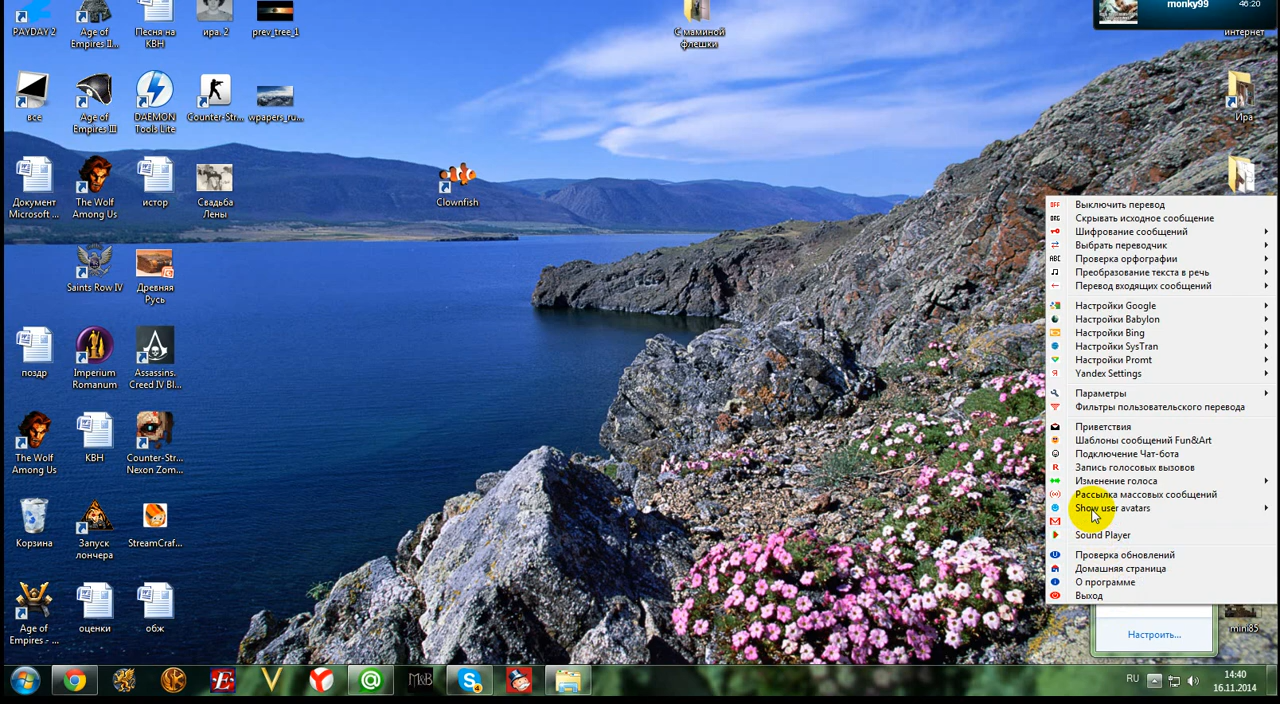 PAYDAY 2
Age of
Empires II...
Песня на
КВН
ира. 2
prev_tree_1
С маминой
флешки
monky99
46:20
интернет
все
Age of
Empires III
DAEMON
Tools Lite
Counter-Str...
wpapers_ru...
Ира
Документ
Microsoft ...
The Wolf
Among Us
истор
Свадьба
Лены
Clownfish
Saints Row IV
Древняя
Русь
поздр
Imperium
Romanum
Assassins.
Creed IV Bl...
The Wolf
Among Us
КВН
Counter-Str...
Nexon Zom...
Корзина
Запуск
лончера
StreamCraf...
Age of
Empires - ...
оценки
обж
OFF Выключить перевод
ORG Скрывать исходное сообщение
Шифрование сообщений
Выбрать переводчик
ABC Проверка орфографии
Преобразование текста в речь
Перевод входящих сообщений
Настройки Google
Настройки Babylon
Настройки Bing
Настройки SysTran
Настройки Promt
Я Yandex Settings
Параметры
Фильтры пользовательского перевода
Приветствия
Шаблоны сообщений Fun&Art
Подключение Чат-бота
R Запись голосовых вызовов
Изменение голоса
Рассылка массовых сообщений
Show user avatars
Sound Player
Проверка обновлений
Домашняя страница
О программе
Выход
mini85
Настроить...
M&B
RU
14:40
16.11.2014